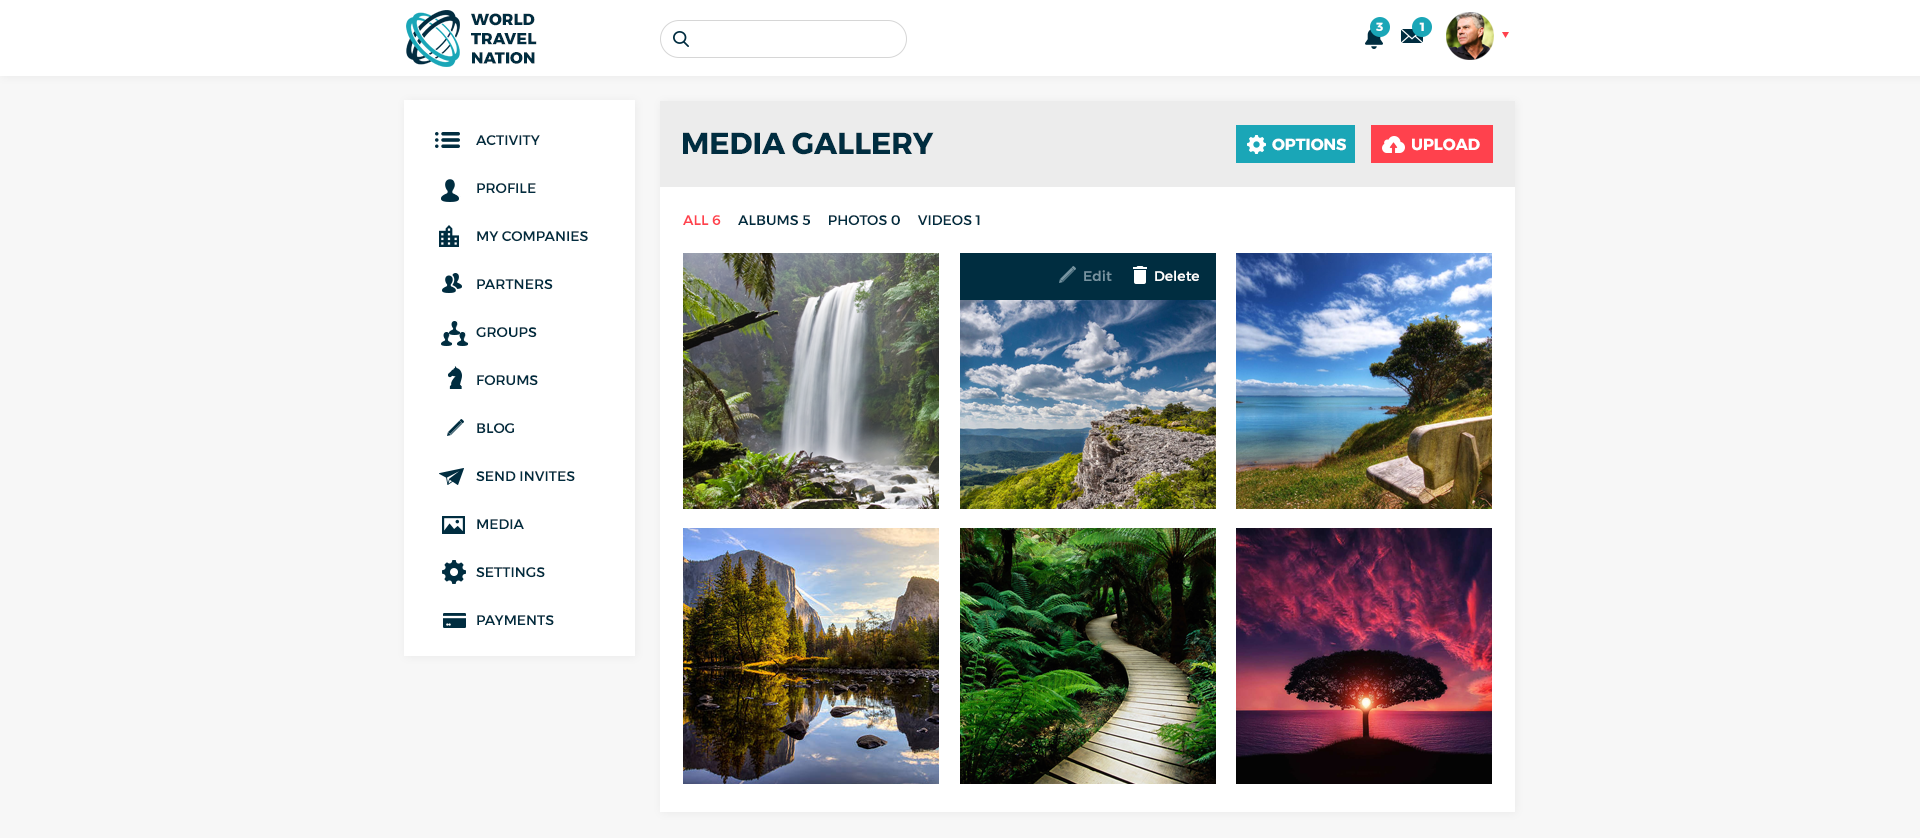 WORLD
TRAVEL
NATION
3
1
ACTIVITY
PROFILE
MY COMPANIES
PARTNERS
GROUPS
FORUMS
BLOG
SEND INVITES
MEDIA
SETTINGS
PAYMENTS
MEDIA GALLERY
OPTIONS
UPLOAD
ALL 6 ALBUMS 5 PHOTOS 0 VIDEOS 1
Edit Delete